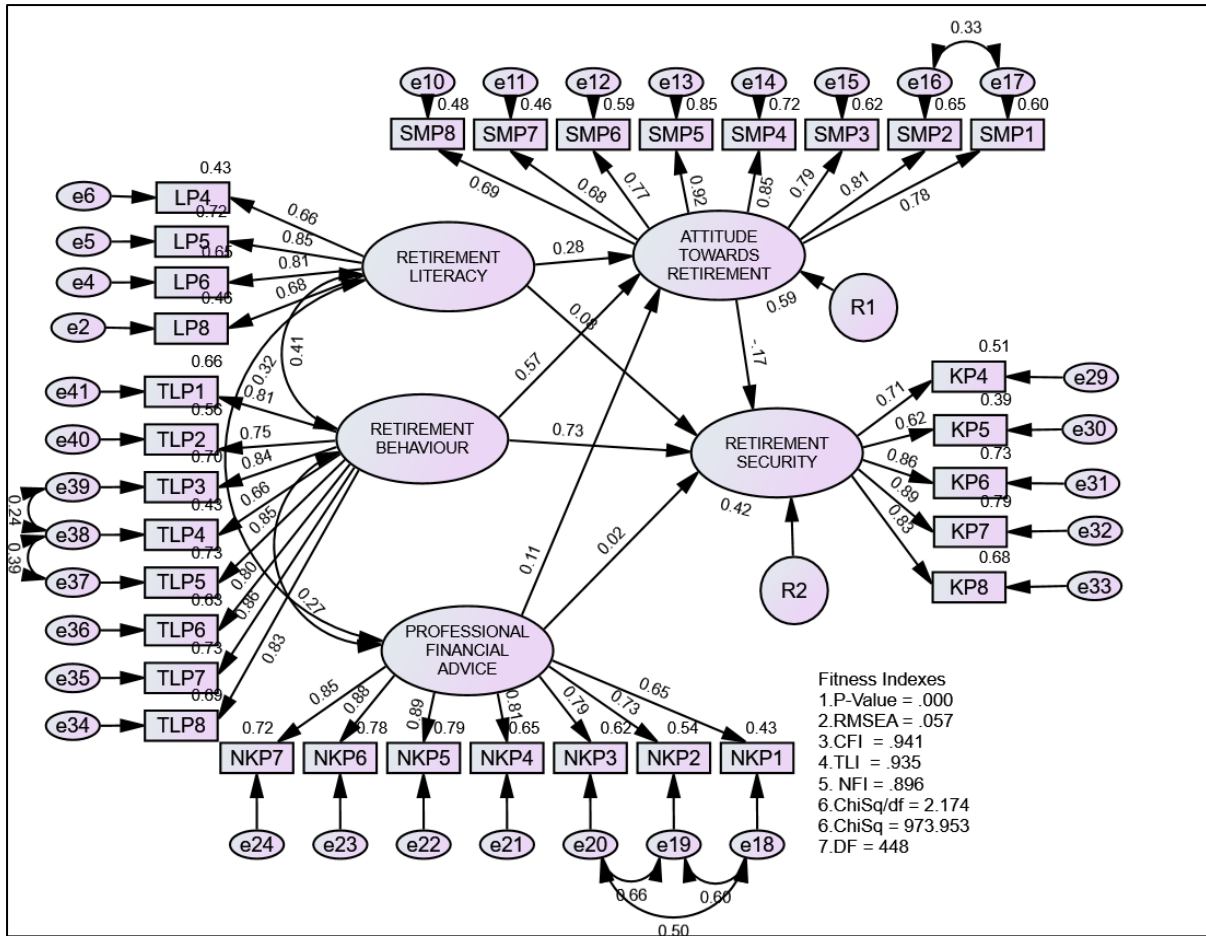 0.33
e10 e11 e12 e13 e14 e15 e16 e17
0.48 0.46 0.59 0.85 0.72 0.62 0.65 0.60
SMP8 SMP7 SMP6 SMP5 SMP4 SMP3 SMP2 SMP1
0.69 0.68 0.77 0.92 0.85 0.79 0.81 0.78
0.43
e6 LP4 0.66
0.72
e5 LP5 0.85
0.65
e4 LP6 0.81
0.46
e2 LP8 0.68
RETIREMENT
LITERACY
0.28
ATTITUDE
TOWARDS
RETIREMENT
0.59
R1
0.08
0.32
0.41
0.57
-.17
0.66
e41 TLP1 0.81
0.56
e40 TLP2 0.75
0.70
e39 TLP3 0.84
0.43
e38 TLP4 0.66
0.73
e37 TLP5 0.85
0.63
e36 TLP6 0.80
0.73
e35 TLP7 0.86
0.69
e34 TLP8 0.83
0.24
0.39
RETIREMENT
BEHAVIOUR
0.73
RETIREMENT
SECURITY
0.42
R2
0.51
0.71 KP4 e29
0.39
0.62 KP5 e30
0.73
0.86 KP6 e31
0.79
0.89 KP7 e32
0.68
0.83 KP8 e33
0.27
0.11
0.02
PROFESSIONAL
FINANCIAL
ADVICE
0.85 0.88 0.89 0.81 0.79 0.73 0.65
0.72 0.78 0.79 0.65 0.62 0.54 0.43
NKP7 NKP6 NKP5 NKP4 NKP3 NKP2 NKP1
e24 e23 e22 e21 e20 e19 e18
0.66 0.60
0.50
Fitness Indexes
1.P-Value = .000
2.RMSEA = .057
3.CFI = .941
4.TLI = .935
5. NFI = .896
6.ChiSq/df = 2.174
6.ChiSq = 973.953
7.DF = 448